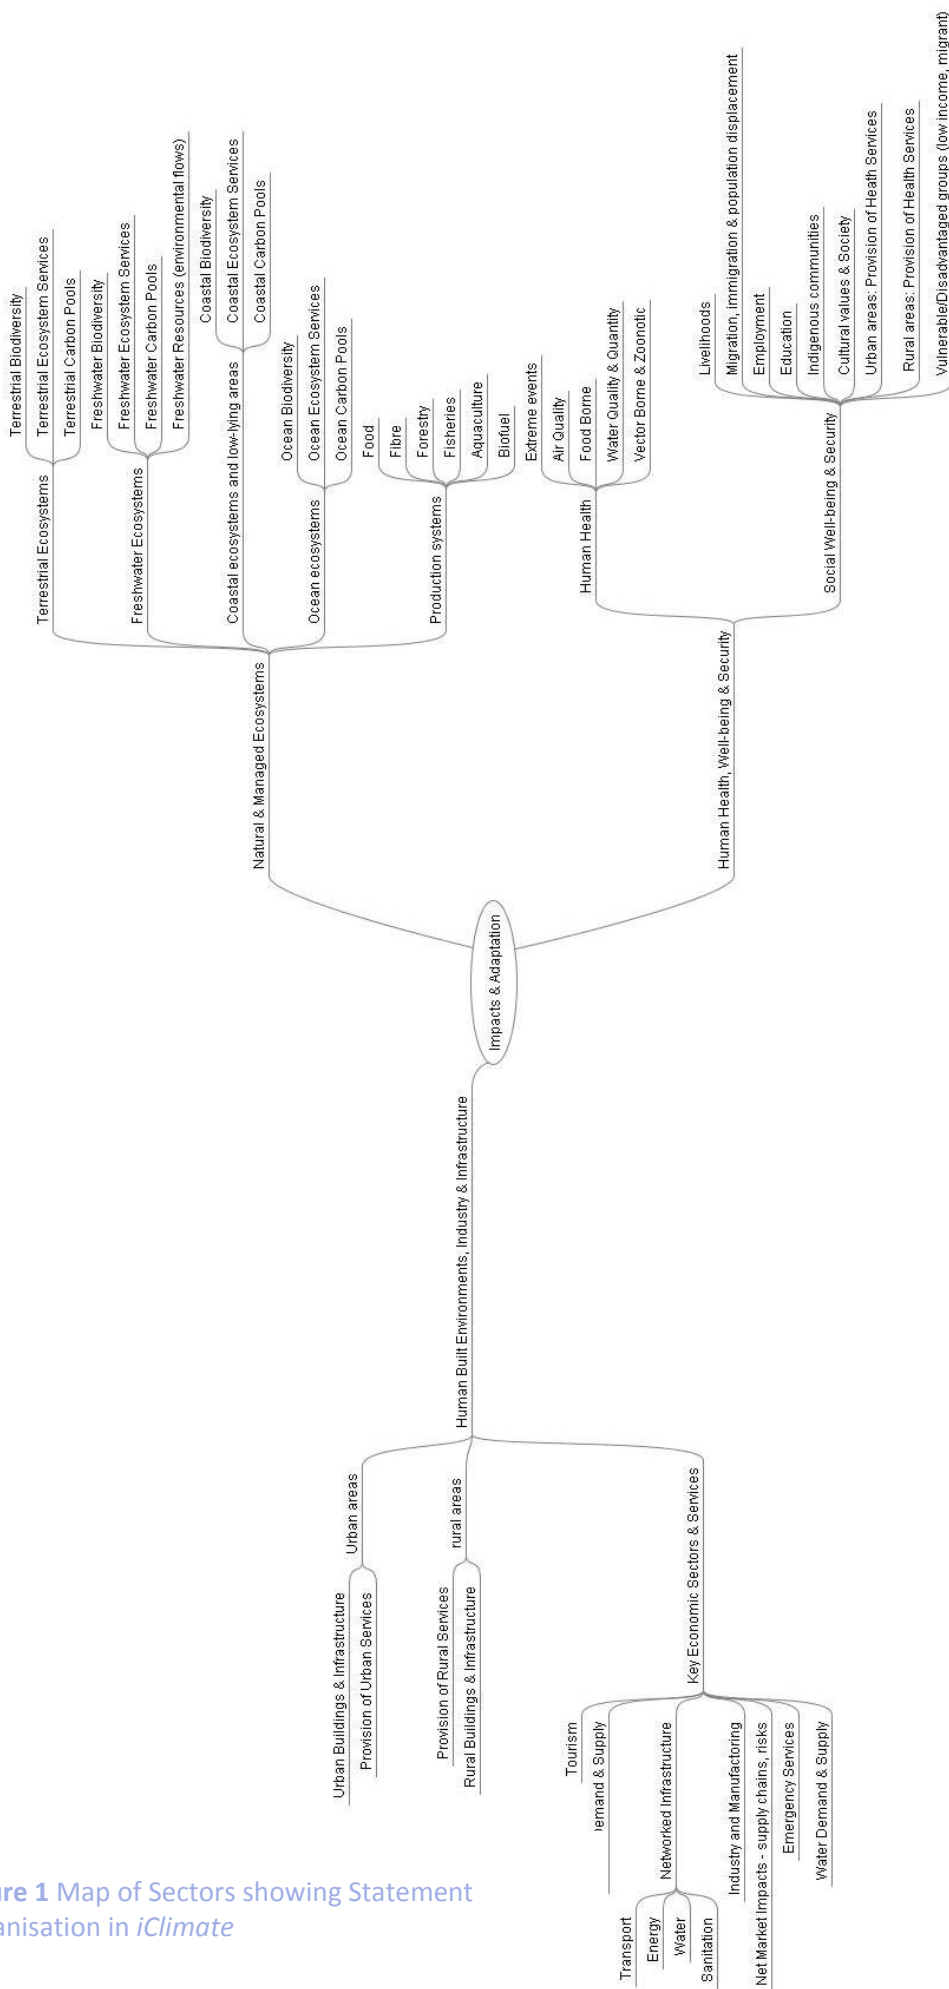 Terrestrial Biodiversity
Terrestrial Ecosystem Services
Terrestrial Carbon Pools
Terrestrial Ecosystems
Freshwater Biodiversity
Freshwater Ecosystem Services
Freshwater Carbon Pools
Freshwater Resources (environmental flows)
Freshwater Ecosystems
Coastal Biodiversity
Coastal Ecosystem Services
Coastal Carbon Pools
Coastal ecosystems and low-lying areas
Ocean Biodiversity
Ocean Ecosystem Services
Ocean Carbon Pools
Ocean ecosystems
Food
Fibre
Forestry
Fisheries
Aquaculture
Biofuel
Production systems
Natural & Managed Ecosystems
Extreme events
Air Quality
Food Borne
Water Quality & Quantity
Vector Borne & Zoonotic
Human Health
Livelihoods
Migration, immigration & population displacement
Employment
Education
Indigenous communities
Cultural values & Society
Urban areas: Provision of Heath Services
Rural areas: Provision of Health Services
Vulnerable/Disadvantaged groups (low income, migrant)
Social Well-being & Security
Human Health, Well-being & Security
Impacts & Adaptation
Human Built Environments, Industry & Infrastructure
Urban areas
Urban Buildings & Infrastructure
Provision of Urban Services
rural areas
Provision of Rural Services
Rural Buildings & Infrastructure
Key Economic Sectors & Services
Tourism
emand & Supply
Networked Infrastructure
Transport
Energy
Water
Sanitation
Industry and Manufactoring
Net Market Impacts - supply chains, risks
Emergency Services
Water Demand & Supply
ure 1 Map of Sectors showing Statement
anisation in iClimate